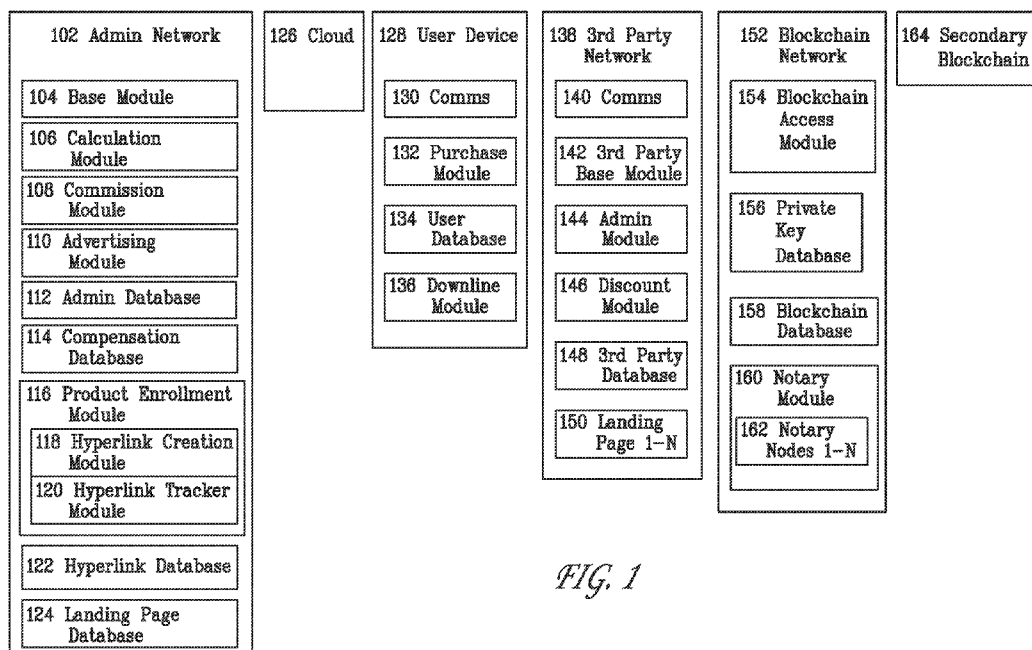 102 Admin Network
104 Base Module
106 Calculation
Module
108 Commission
Module
110 Advertising
Module
112 Admin Database
114 Compensation
Database
116 Product Enrollment
Module
118 Hyperlink Creation
Module
120 Hyperlink Tracker
Module
122 Hyperlink Database
124 Landing Page
Database
126 Cloud
128 User Device
130 Comms
132 Purchase
Module
134 User
Database
136 Downline
Module
138 3rd Party
Network
140 Comms
142 3rd Party
Base Module
144 Admin
Module
146 Discount
Module
148 3rd Party
Database
150 Landing
Page 1-N
152 Blockchain
Network
154 Blockchain
Access
Module
156 Private
Key
Database
158 Blockchain
Database
160 Notary
Module
162 Notary
Nodes 1-N
164 Secondary
Blockchain
FIG. 1